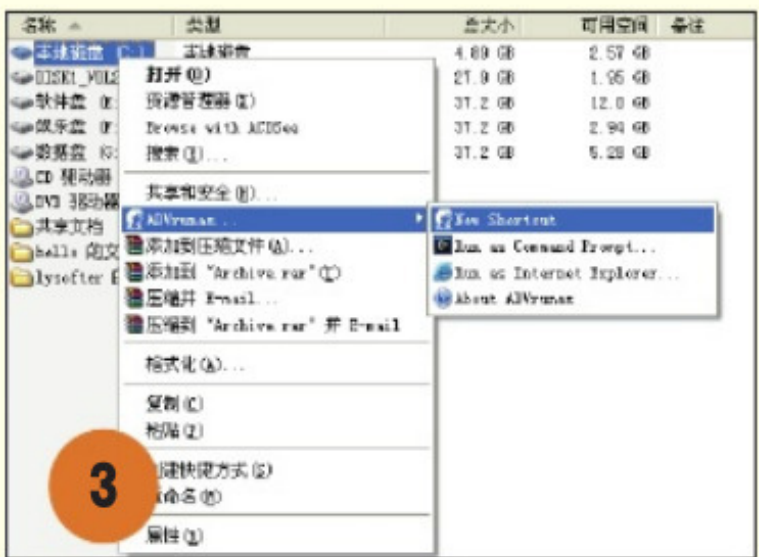 名称 类型 总大小 可用空间 备注
本地磁盘 (C:) 本地磁盘 4.89 GB 2.57 GB
DISK1_VOL2 27.9 GB 1.95 GB
软件盘 (E: 37.2 GB 12.0 GB
娱乐盘 (F: 37.2 GB 2.94 GB
数据盘 (G: 37.2 GB 5.28 GB
CD 驱动器
DVD 驱动器
共享文档
hells 的文
lysofter 的
打开(O)
资源管理器(X)
Browse with ACDSee
搜索(E)...
共享和安全(H)...
ADVrunas...
添加到压缩文件(A)...
添加到 "Archive.rar"(T)
压缩并 E-mail...
压缩到 "Archive.rar" 并 E-mail
格式化(A)...
复制(C)
粘贴(P)
创建快捷方式(S)
重命名(M)
属性(R)
New Shortcut
Run as Command Prompt...
Run as Internet Explorer...
About ADVrunas
3